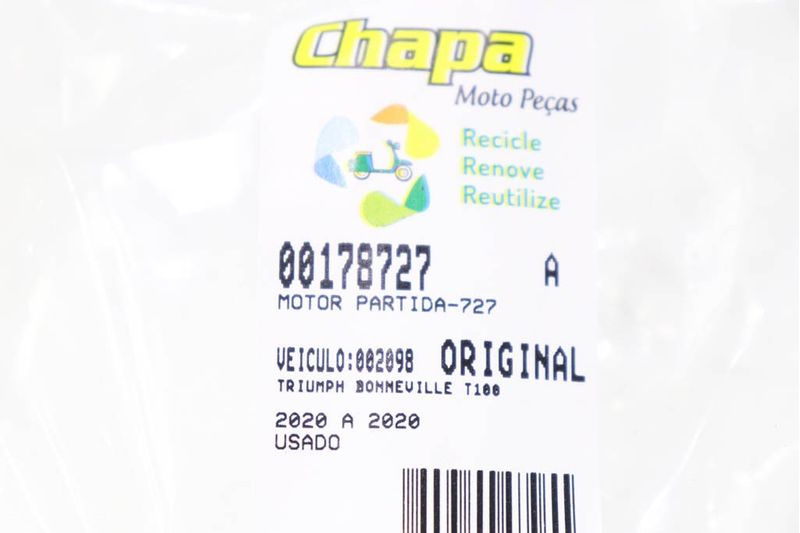 Chapa
Moto Peças
Recicle
Renove
Reutilize
00178727 A
MOTOR PARTIDA-727
VEICULO:002098 ORIGINAL
TRIUMPH BONNEVILLE T100
2020 A 2020
USADO